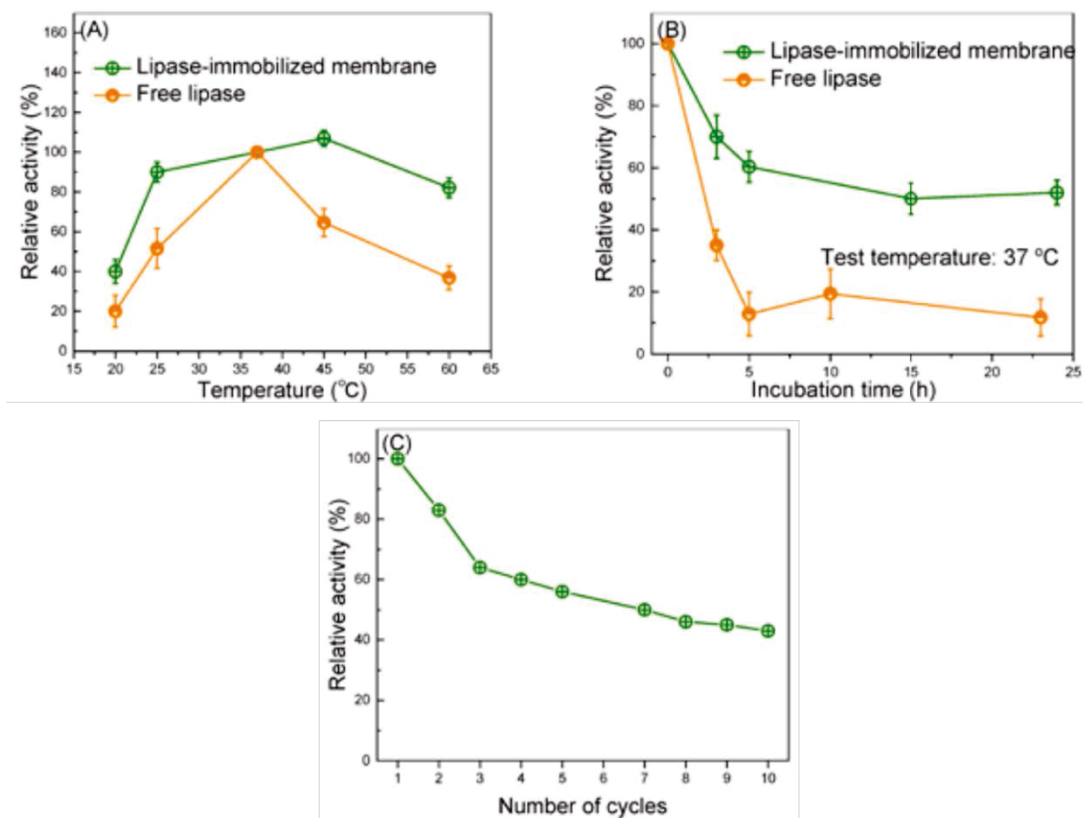 (A)
Lipase-immobilized membrane
Free lipase
Relative activity (%)
160
140
120
100
80
60
40
20
0
15 20 25 30 35 40 45 50 55 60 65
Temperature (°C)
(B)
Lipase-immobilized membrane
Free lipase
Relative activity (%)
100
80
60
40
20
0
Test temperature: 37 °C
0 5 10 15 20 25
Incubation time (h)
(C)
Relative activity (%)
100
80
60
40
20
0
1 2 3 4 5 7 8 9 10
Number of cycles